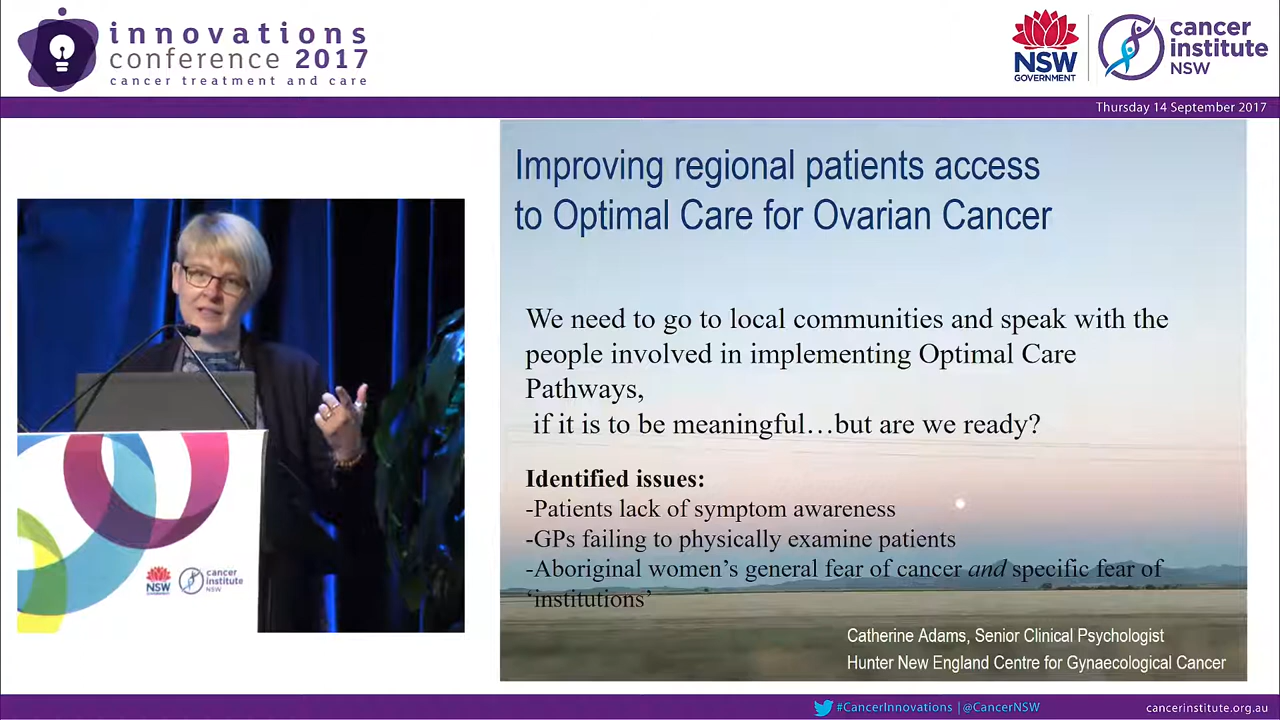 innovations
conference 2017
cancer treatment and care
NSW
GOVERNMENT
cancer
institute
NSW
Thursday 14 September 2017
Improving regional patients access
to Optimal Care for Ovarian Cancer
We need to go to local communities and speak with the
people involved in implementing Optimal Care
Pathways,
if it is to be meaningful…but are we ready?
Identified issues:
-Patients lack of symptom awareness
-GPs failing to physically examine patients
-Aboriginal women’s general fear of cancer and specific fear of
‘institutions’
Catherine Adams, Senior Clinical Psychologist
Hunter New England Centre for Gynaecological Cancer
NSW
GOVERNMENT
cancer
institute
NSW
#CancerInnovations | @CancerNSW
cancerinstitute.org.au